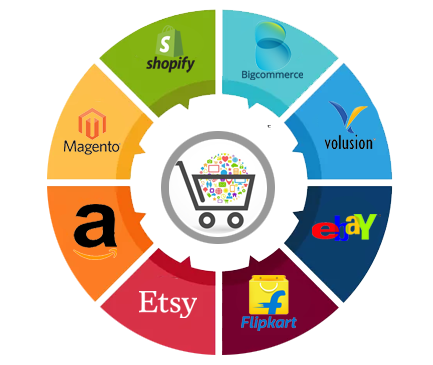 shopify
Bigcommerce
volusion
ebay
Flipkart
Etsy
a
Magento